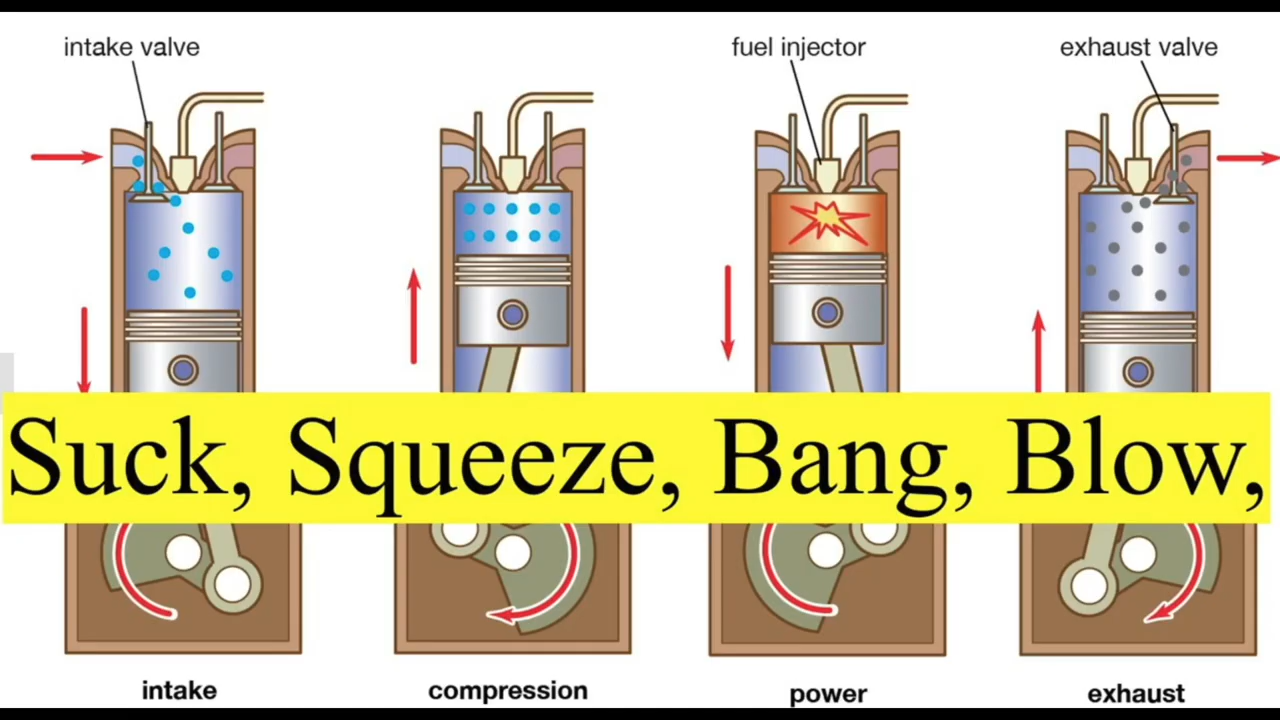 intake valve
fuel injector
exhaust valve
Suck, Squeeze, Bang, Blow,
intake
compression
power
exhaust